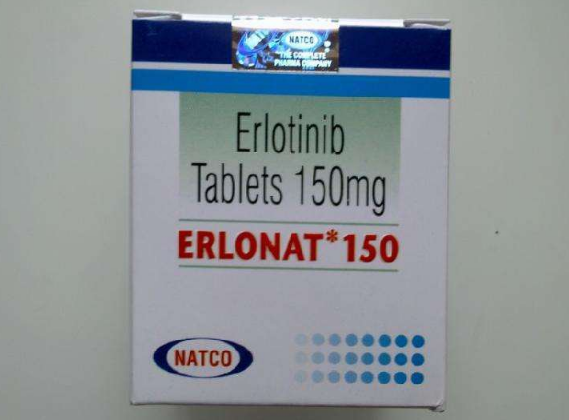 NATCO
THE COMPLETE
PHARMA COMPANY
Erlotinib
Tablets 150mg
ERLONAT*150
NATCO